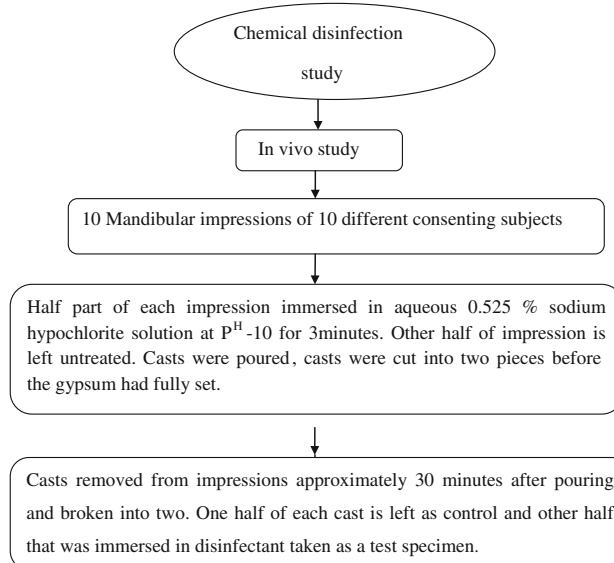 Chemical disinfection
study
In vivo study
10 Mandibular impressions of 10 different consenting subjects
Half part of each impression immersed in aqueous 0.525 % sodium
hypochlorite solution at P^H -10 for 3minutes. Other half of impression is
left untreated. Casts were poured, casts were cut into two pieces before
the gypsum had fully set.
Casts removed from impressions approximately 30 minutes after pouring
and broken into two. One half of each cast is left as control and other half
that was immersed in disinfectant taken as a test specimen.